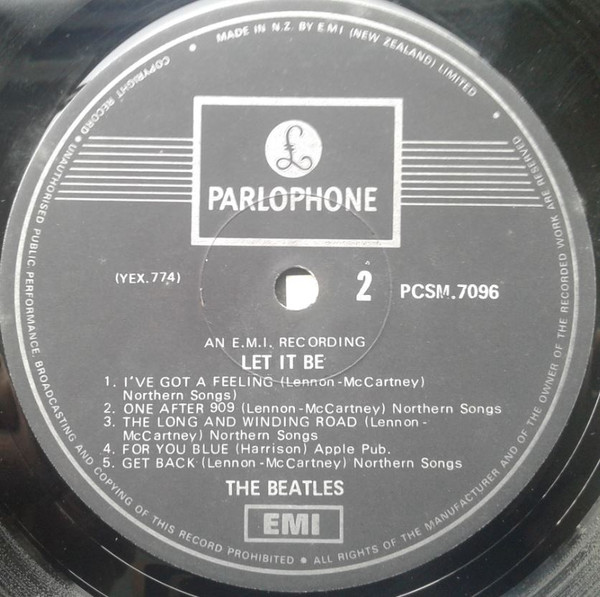 MADE IN N.Z. BY E.M.I (NEW ZEALAND) LIMITED
COPYRIGHT RECORD • UNAUTHORISED PUBLIC PERFORMANCE, BROADCASTING AND COPYING OF THIS RECORD PROHIBITED • ALL RIGHTS OF THE MANUFACTURER AND OF THE OWNER OF THE RECORDED WORK ARE RESERVED
£
PARLOPHONE
(YEX.774) 2 PCSM.7096
AN E.M.I. RECORDING
LET IT BE
1. I'VE GOT A FEELING (Lennon-McCartney)
Northern Songs)
2. ONE AFTER 909 (Lennon-McCartney) Northern Songs
3. THE LONG AND WINDING ROAD (Lennon-
McCartney) Northern Songs
4. FOR YOU BLUE (Harrison) Apple Pub.
5. GET BACK (Lennon-McCartney) Northern Songs
THE BEATLES
EMI